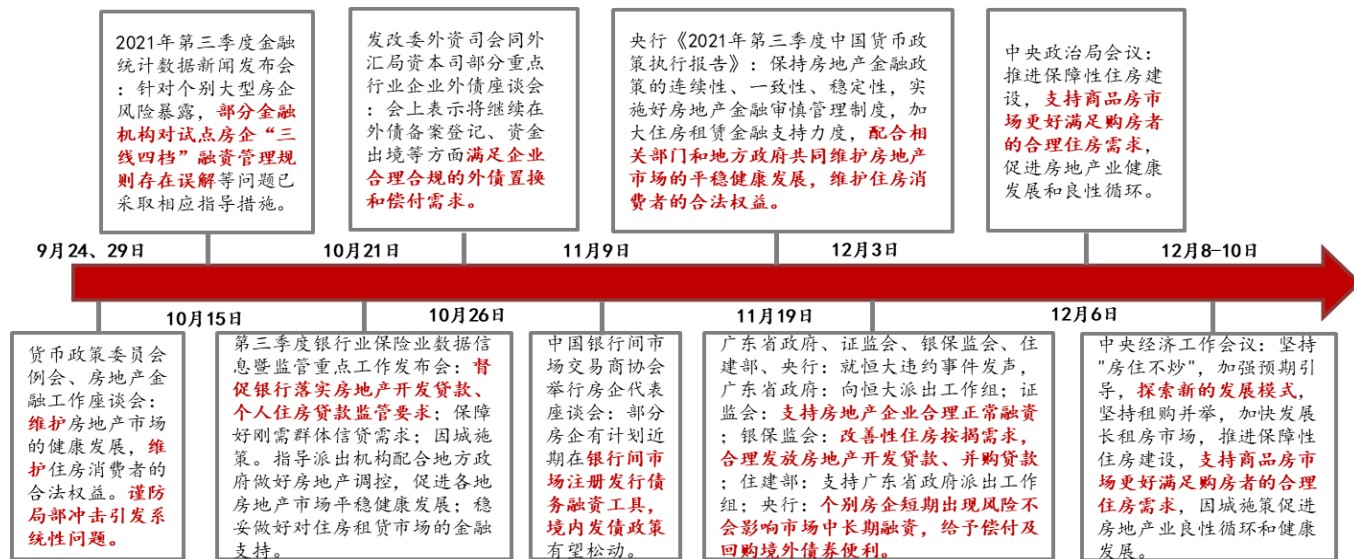 2021年第三季度金融
统计数据新闻发布会
：针对个别大型房企
风险暴露，部分金融
机构对试点房企“三
线四档”融资管理规
则存在误解等问题已
采取相应指导措施。
发改委外资司会同外
汇局资本司部分重点
行业企业外债座谈会
：会上表示将继续在
外债备案登记、资金
出境等方面满足企业
合理合规的外债置换
和偿付需求。
央行《2021年第三季度中国货币政
策执行报告》：保持房地产金融政
策的连续性、一致性、稳定性，实
施好房地产金融审慎管理制度，加
大住房租赁金融支持力度，配合相
关部门和地方政府共同维护房地产
市场的平稳健康发展，维护住房消
费者的合法权益。
中央政治局会议：
推进保障性住房建
设，支持商品房市
场更好满足购房者
的合理住房需求，
促进房地产业健康
发展和良性循环。
9月24、29日
10月21日
11月9日
12月3日
12月8-10日
10月15日
10月26日
11月19日
12月6日
货币政策委员会
例会、房地产金
融工作座谈会：
维护房地产市场
的健康发展，维
护住房消费者的
合法权益。谨防
局部冲击引发系
统性问题。
第三季度银行业保险业数据信
息暨监管重点工作发布会：督
促银行落实房地产开发贷款、
个人住房贷款监管要求；保障
好刚需群体信贷需求；因城施
策。指导派出机构配合地方政
府做好房地产调控，促进各地
房地产市场平稳健康发展；稳
妥做好对住房租赁市场的金融
支持。
中国银行间市
场交易商协会
举行房企代表
座谈会：部分
房企有计划近
期在银行间市
场注册发行债
务融资工具，
境内发债政策
有望松动。
广东省政府、证监会、银保监会、住
建部、央行：就恒大违约事件发声，
广东省政府：向恒大派出工作组；证
监会：支持房地产企业合理正常融资
；银保监会：改善性住房按揭需求，
合理发放房地产开发贷款、并购贷款
；住建部：支持广东省政府派出工作
组；央行：个别房企短期出现风险不
会影响市场中长期融资，给予偿付及
回购境外债券便利。
中央经济工作会议：坚持
"房住不炒"，加强预期引
导，探索新的发展模式，
坚持租购并举，加快发展
长租房市场，推进保障性
住房建设，支持商品房市
场更好满足购房者的合理
住房需求，因城施策促进
房地产业良性循环和健康
发展。